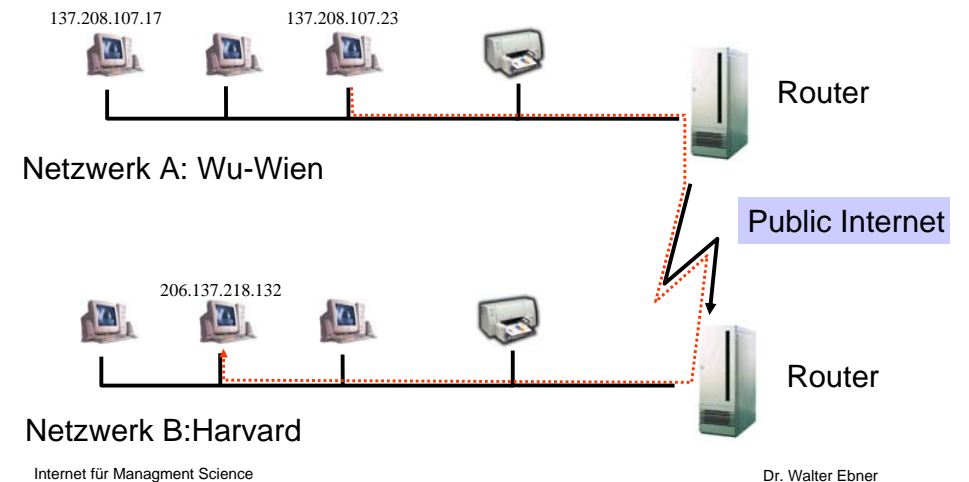 137.208.107.17
137.208.107.23
Router
Netzwerk A: Wu-Wien
Public Internet
206.137.218.132
Router
Netzwerk B:Harvard
Internet für Managment Science
Dr. Walter Ebner